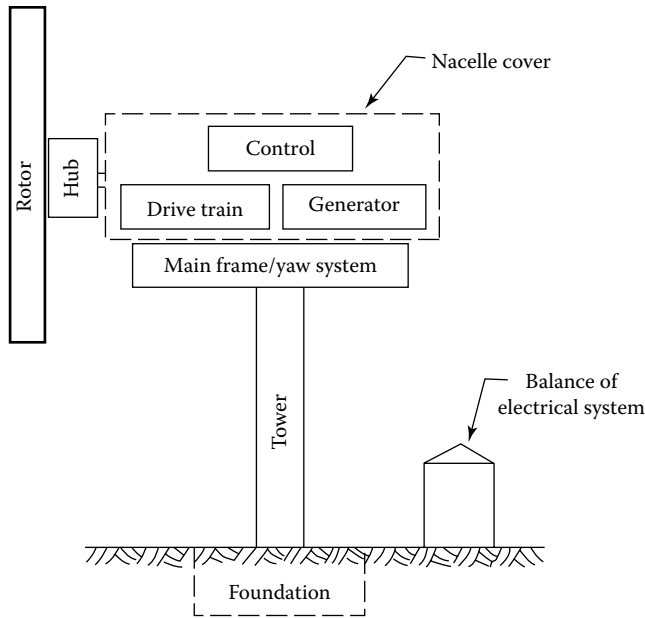 Nacelle cover
Control
Rotor
Hub
Drive train
Generator
Main frame/yaw system
Tower
Balance of
electrical system
Foundation